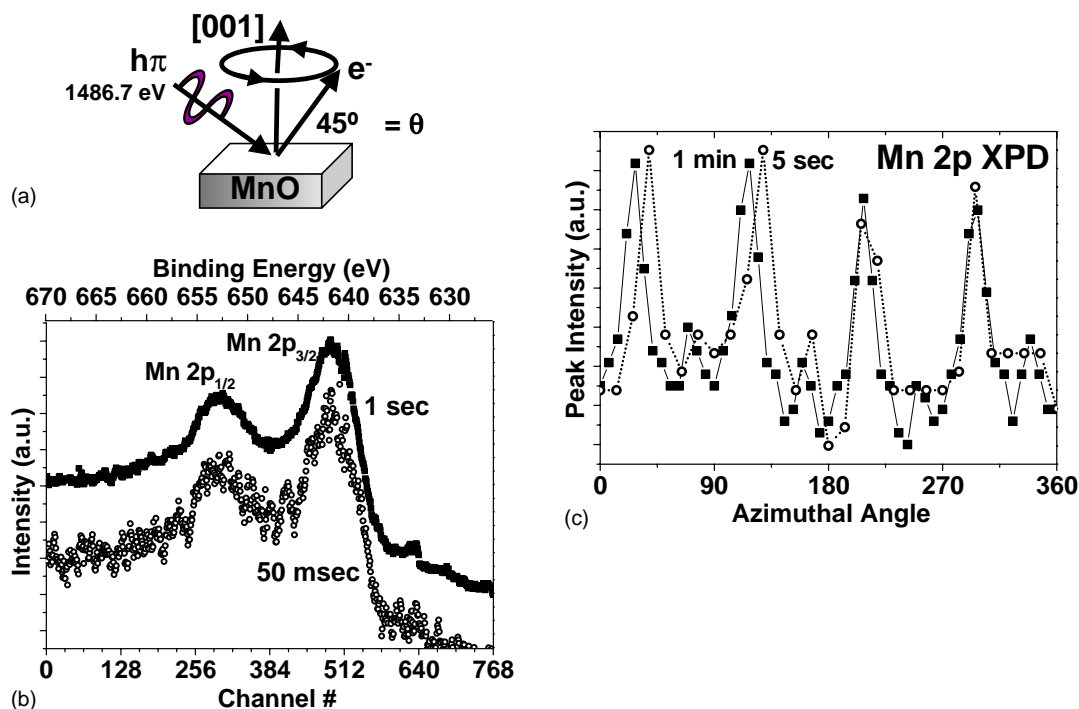 [001]
hπ
1486.7 eV
e-
45º = θ
MnO
(a)
Binding Energy (eV)
670 665 660 655 650 645 640 635 630
Mn 2p3/2
Mn 2p1/2
1 sec
50 msec
Intensity (a.u.)
0 128 256 384 512 640 768
Channel #
(b)
1 min 5 sec Mn 2p XPD
Peak Intensity (a.u.)
0 90 180 270 360
Azimuthal Angle
(c)